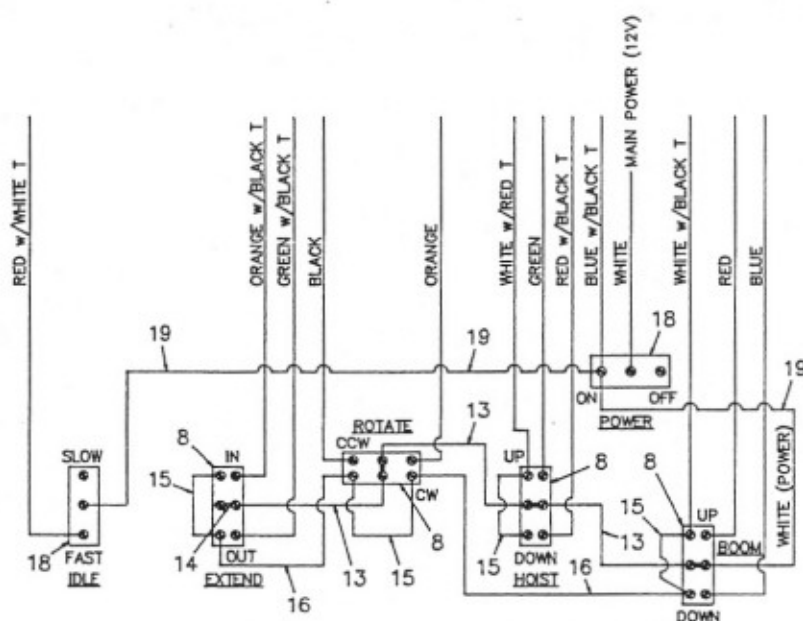 RED w/WHITE T
ORANGE w/BLACK T
GREEN w/BLACK T
BLACK
ORANGE
WHITE w/RED T
GREEN
RED w/BLACK T
BLUE w/BLACK T
WHITE
MAIN POWER (12V)
WHITE w/BLACK T
RED
BLUE
19
19
18
19
ON
OFF
POWER
WHITE (POWER)
SLOW
FAST
IDLE
18
8
IN
15
14
OUT
EXTEND
16
13
ROTATE
CCW
CW
13
8
15
UP
8
15
DOWN
HOIST
13
16
8
15
UP
BOOM
DOWN